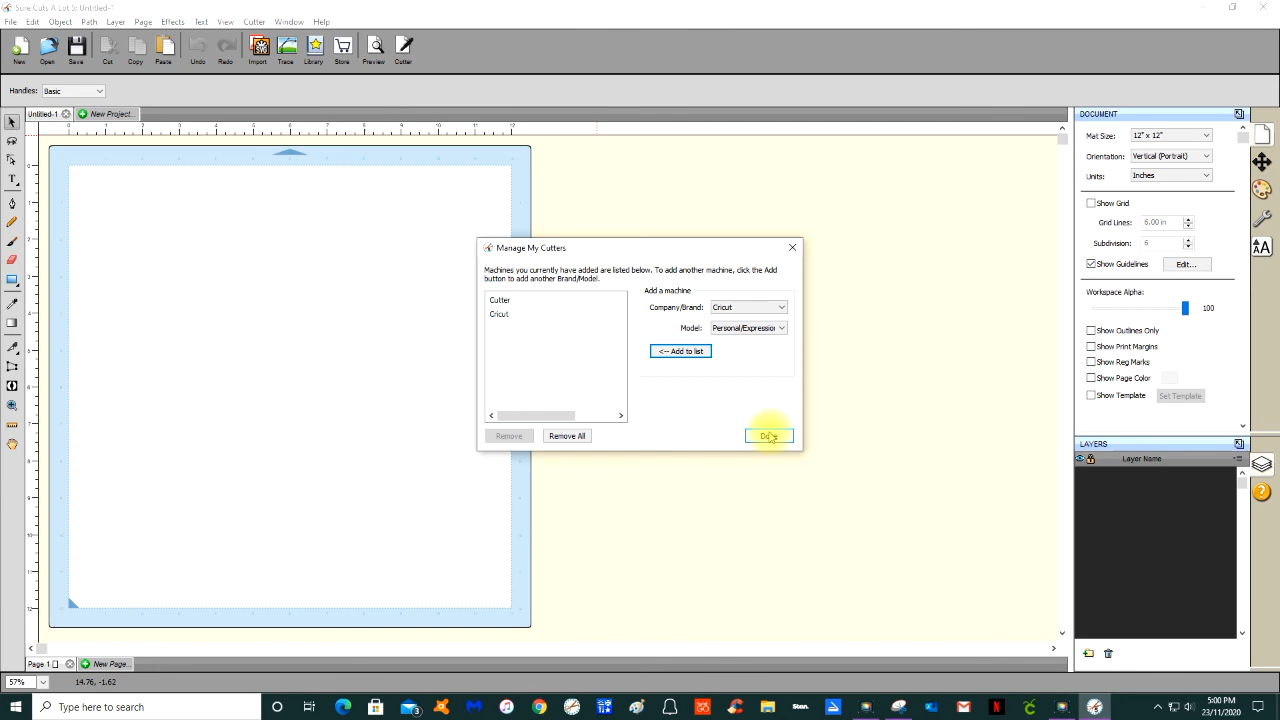 Sure Cuts A Lot 5: Untitled-1
File Edit Object Path Layer Page Effects Text View Cutter Window Help
New Open Save Cut Copy Paste Undo Redo Import Trace Library Store Preview Cutter
Handles: Basic
Untitled-1 New Project...
DOCUMENT
Mat Size: 12" x 12"
Orientation: Vertical (Portrait)
Units: Inches
Show Grid
Grid Lines: 6.00 in
Subdivision: 6
Show Guidelines Edit...
Workspace Alpha: 100
Show Outlines Only
Show Print Margins
Show Reg Marks
Show Page Color
Show Template Set Template
LAYERS
Layer Name
Manage My Cutters
Machines you currently have added are listed below. To add another machine, click the Add
button to add another Brand/Model.
Cutter
Cricut
Add a machine
Company/Brand: Cricut
Model: Personal/Expression
<-- Add to list
Remove Remove All
Page 1 New Page...
57% 14.76, -1.62
Type here to search
Stan.
5:00 PM
23/11/2020